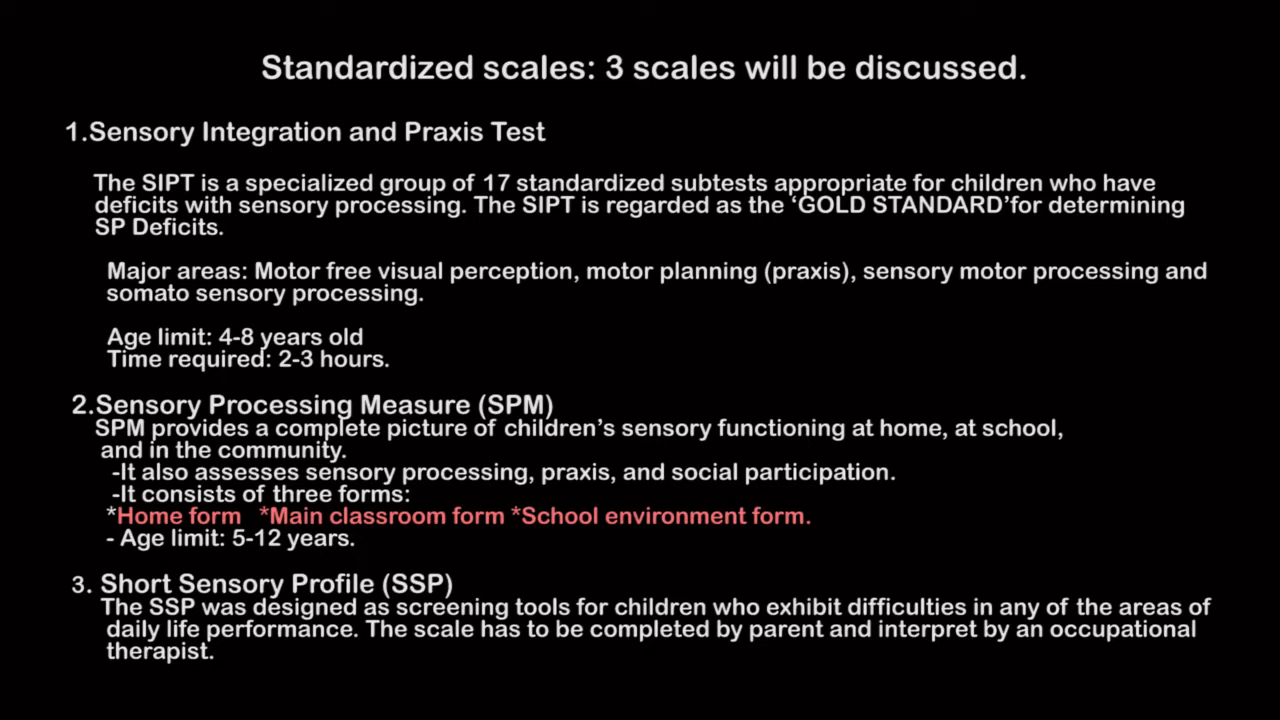 Standardized scales: 3 scales will be discussed.
1.Sensory Integration and Praxis Test
The SIPT is a specialized group of 17 standardized subtests appropriate for children who have
deficits with sensory processing. The SIPT is regarded as the ‘GOLD STANDARD’for determining
SP Deficits.
Major areas: Motor free visual perception, motor planning (praxis), sensory motor processing and
somato sensory processing.
Age limit: 4-8 years old
Time required: 2-3 hours.
2.Sensory Processing Measure (SPM)
SPM provides a complete picture of children’s sensory functioning at home, at school,
and in the community.
-It also assesses sensory processing, praxis, and social participation.
-It consists of three forms:
*Home form *Main classroom form *School environment form.
- Age limit: 5-12 years.
3. Short Sensory Profile (SSP)
The SSP was designed as screening tools for children who exhibit difficulties in any of the areas of
daily life performance. The scale has to be completed by parent and interpret by an occupational
therapist.